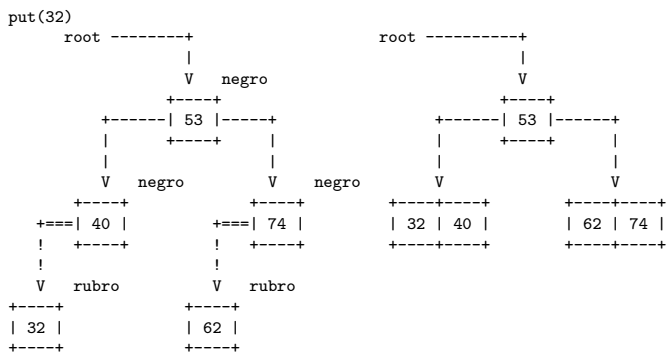 put(32)
root --------+ root ----------+
| |
V negro V
+----+ +----+
+------| 53 |-----+ +------| 53 |------+
| +----+ | | +----+ |
| | | |
V negro V negro V V
+----+ +----+ +----+----+ +----+----+
+===| 40 | +===| 74 | | 32 | 40 | | 62 | 74 |
! +----+ ! +----+ +----+----+ +----+----+
! !
V rubro V rubro
+----+ +----+
| 32 | | 62 |
+----+ +----+